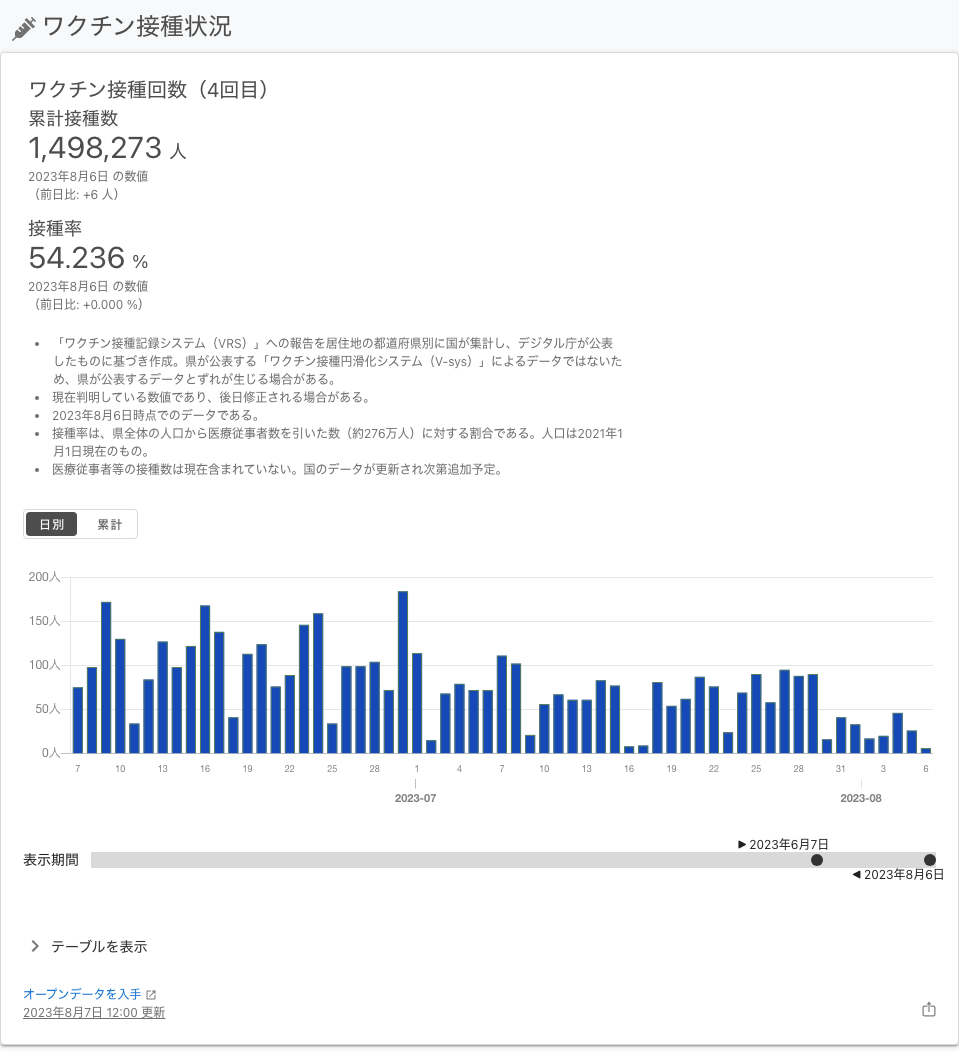 ワクチン接種状況
ワクチン接種回数（4回目）
累計接種数
1,498,273 人
2023年8月6日 の数値
（前日比: +6 人）
接種率
54.236 %
2023年8月6日 の数値
（前日比: +0.000 %）
• 「ワクチン接種記録システム（VRS）」への報告を居住地の都道府県別に国が集計し、デジタル庁が公表
したものに基づき作成。県が公表する「ワクチン接種円滑化システム（V-sys）」によるデータではないた
め、県が公表するデータとずれが生じる場合がある。
• 現在判明している数値であり、後日修正される場合がある。
• 2023年8月6日時点でのデータである。
• 接種率は、県全体の人口から医療従事者数を引いた数（約276万人）に対する割合である。人口は2021年1
月1日現在のもの。
• 医療従事者等の接種数は現在含まれていない。国のデータが更新され次第追加予定。
日別 累計
200人
150人
100人
50人
0人
7 10 13 16 19 22 25 28 1 4 7 10 13 16 19 22 25 28 31 3 6
2023-07 2023-08
▶ 2023年6月7日
表示期間
◀ 2023年8月6日
テーブルを表示
オープンデータを入手
2023年8月7日 12:00 更新